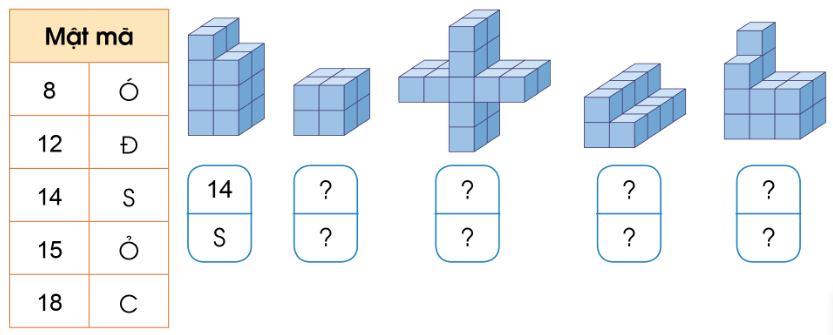 Mật mã
8 Ó
12 Đ
14 S
15 Ỏ
18 C
14 ? ? ? ?
S ? ? ? ?